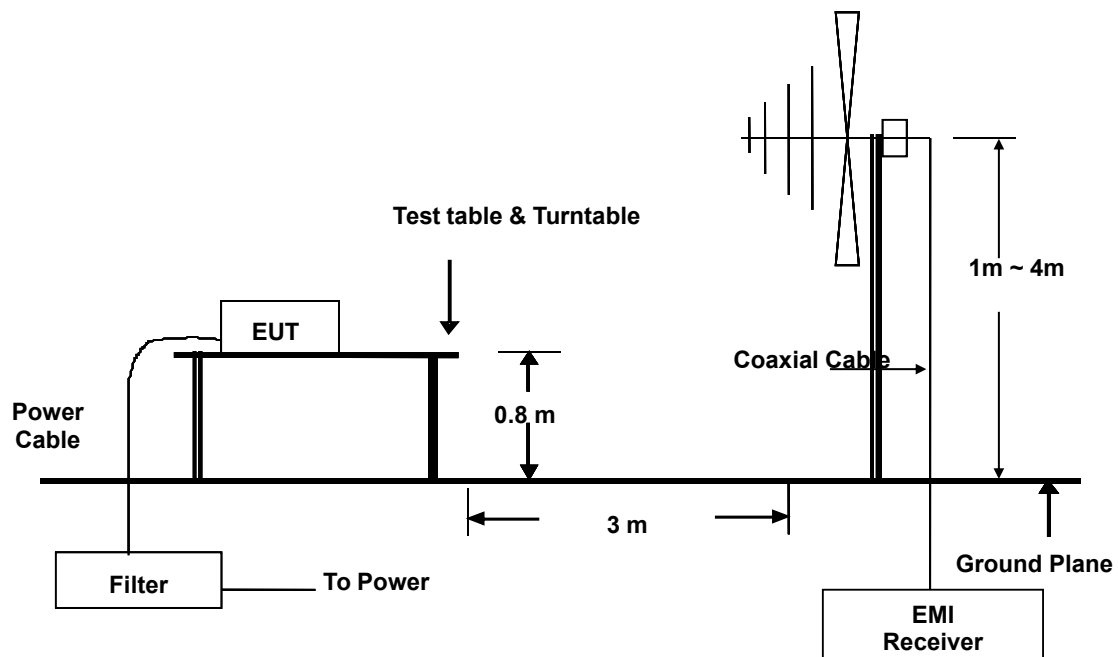 Test table & Turntable
1m ~ 4m
EUT
Coaxial Cable
0.8 m
Power
Cable
3 m
Ground Plane
Filter
To Power
EMI
Receiver